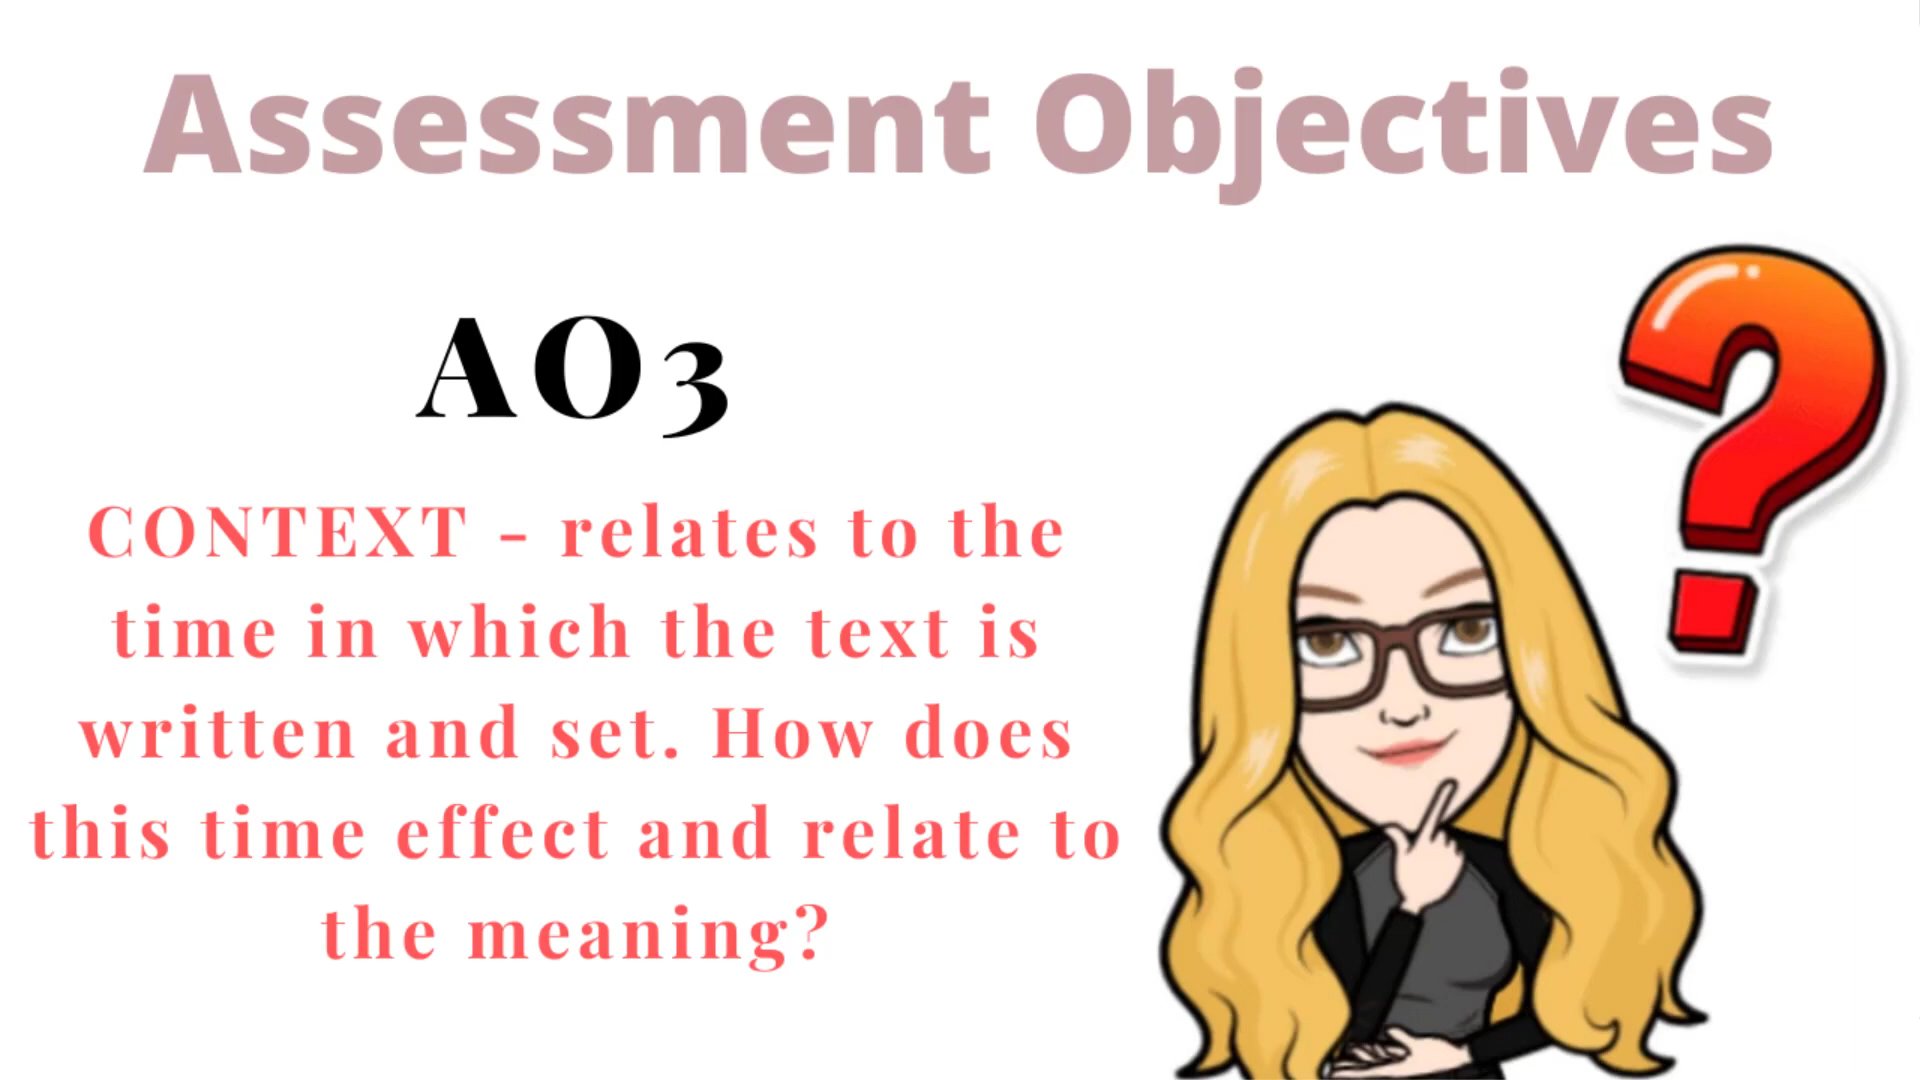 Assessment Objectives
AO3
CONTEXT - relates to the
time in which the text is
written and set. How does
this time effect and relate to
the meaning?